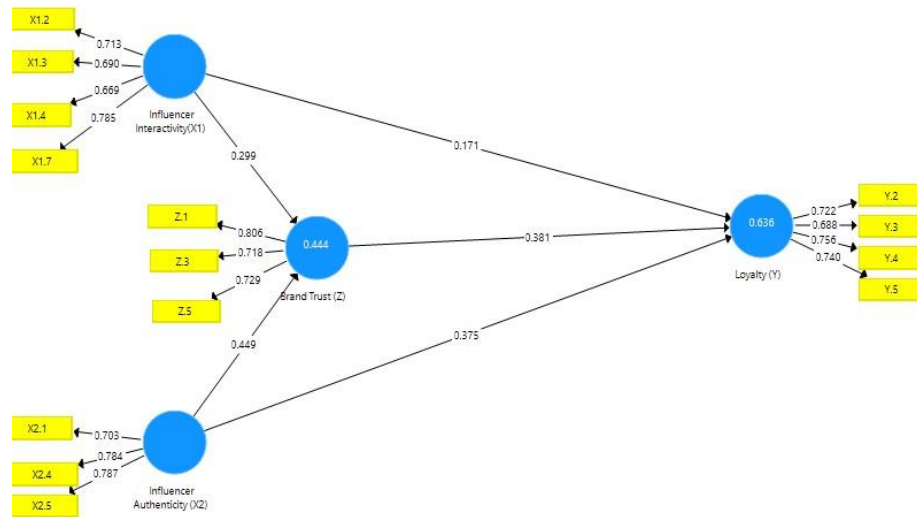 X1.2
0.713
X1.3
0.690
0.669
X1.4
0.785
X1.7
Influencer
Interactivity(X1)
0.299
0.171
Z.1
0.806
Z.3
0.718
0.729
Z.5
0.444
Brand Trust (Z)
0.381
0.449
0.375
0.636
Loyalty (Y)
0.722
Y.2
0.688
Y.3
0.756
Y.4
0.740
Y.5
X2.1
0.703
0.784
X2.4
0.787
X2.5
Influencer
Authenticity (X2)